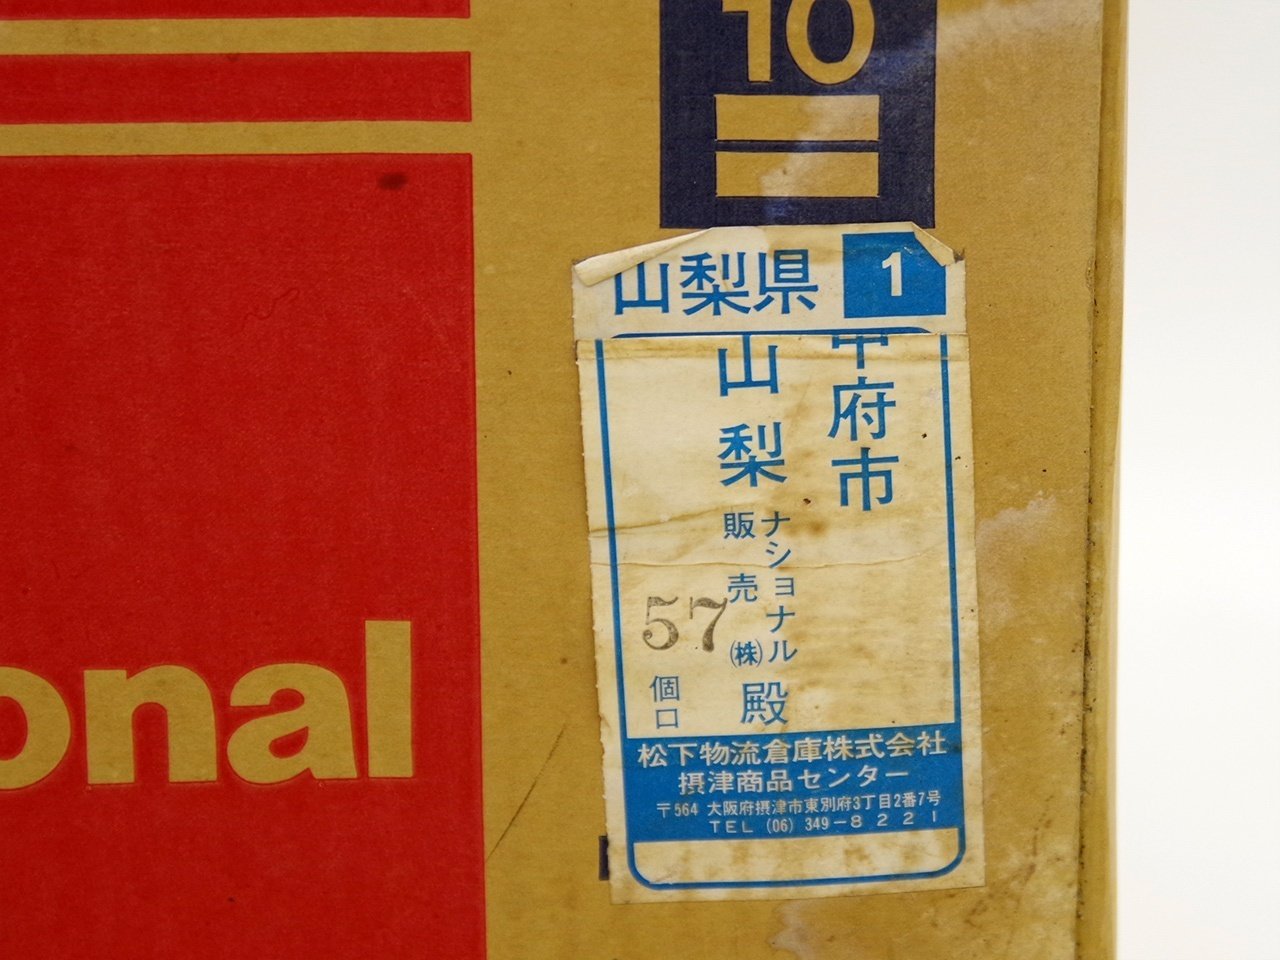 10
山梨県
1
甲府市
山梨ナショナル販売㈱殿
57
個口
松下物流倉庫株式会社
摂津商品センター
〒564 大阪府摂津市東別府3丁目2番7号
TEL (06) 349-8221
onal